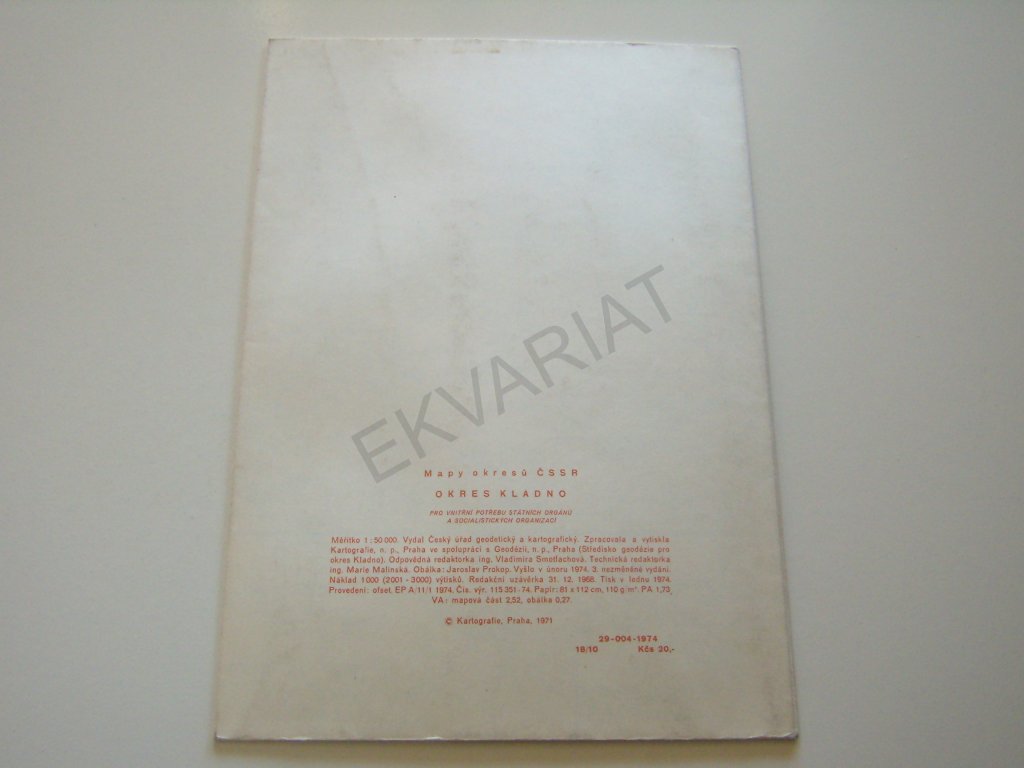 EKVARIAT
Mapy okresů ČSSR
OKRES KLADNO
PRO VNITŘNÍ POTŘEBU STÁTNÍCH ORGÁNŮ
A SOCIALISTICKÝCH ORGANIZACÍ
Měřítko 1 : 50 000. Vydal Český úřad geodetický a kartografický. Zpracovala a vytiskla
Kartografie, n. p., Praha ve spolupráci s Geodézií, n. p., Praha (Středisko geodézie pro
okres Kladno). Odpovědná redaktorka ing. Vladimíra Smotlachová. Technická redaktorka
ing. Marie Malinská. Obálka: Jaroslav Prokop. Vyšlo v únoru 1974. 3. nezměněné vydání.
Náklad 1000 (2001 - 3000) výtisků. Redakční uzávěrka 31. 12. 1968. Tisk v lednu 1974.
Provedení: ofset. EP A/11/1 1974. Čís. výr. 115 351 - 74. Papír: 81 x 112 cm, 110 g/m². PA 1,73,
VA: mapová část 2,52, obálka 0,27.
© Kartografie, Praha, 1971
29-004-1974
18/10 Kčs 20,-